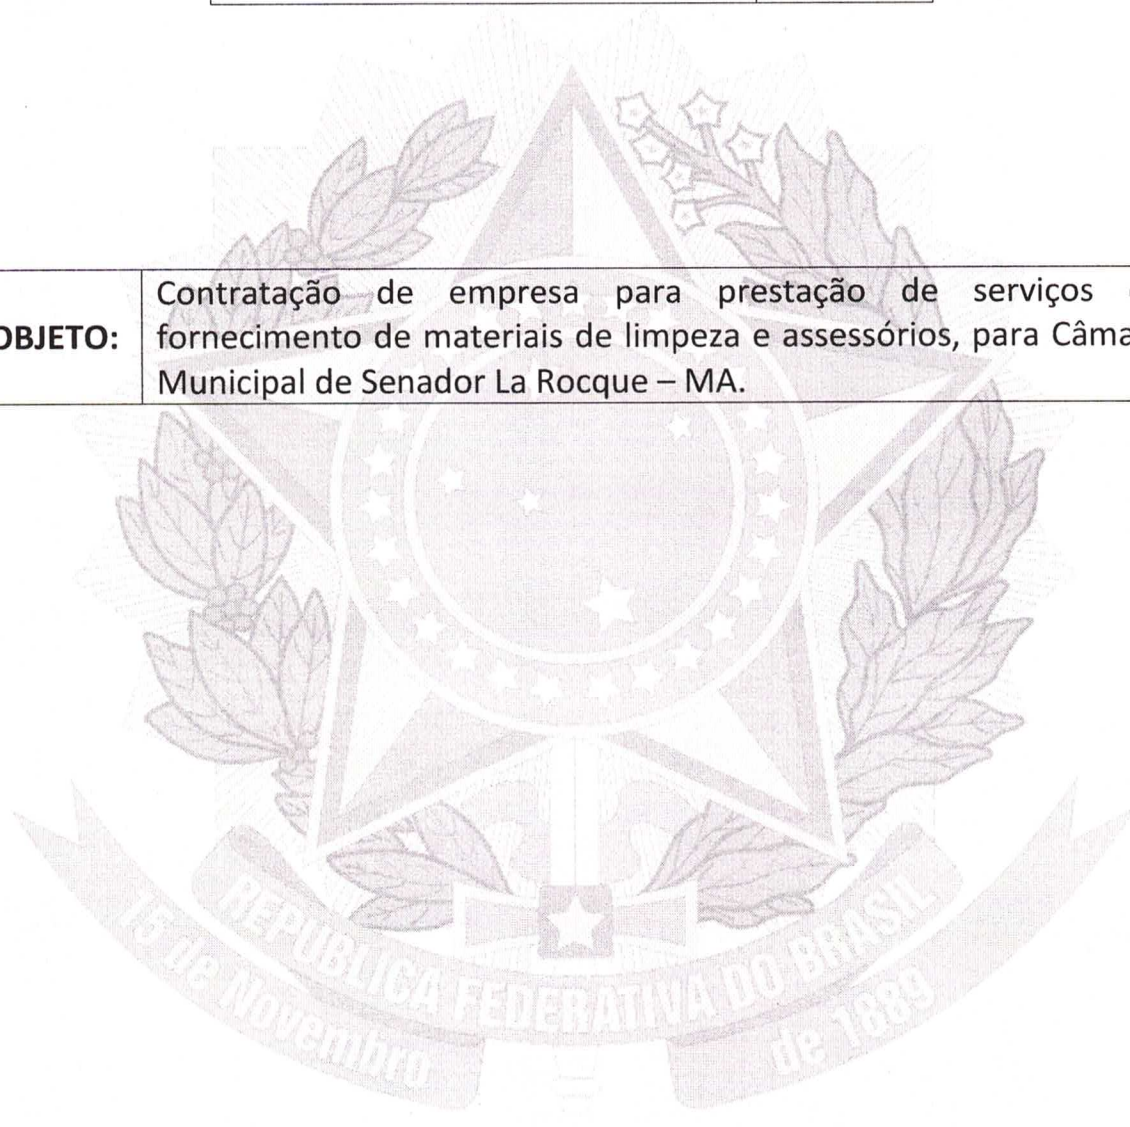 OBJETO:
Contratação de empresa para prestação de serviços
fornecimento de materiais de limpeza e assessórios, para Câma
Municipal de Senador La Rocque – MA.
REPUBLICA FEDERATIVA DO BRASIL
15 de Novembro
de 1889